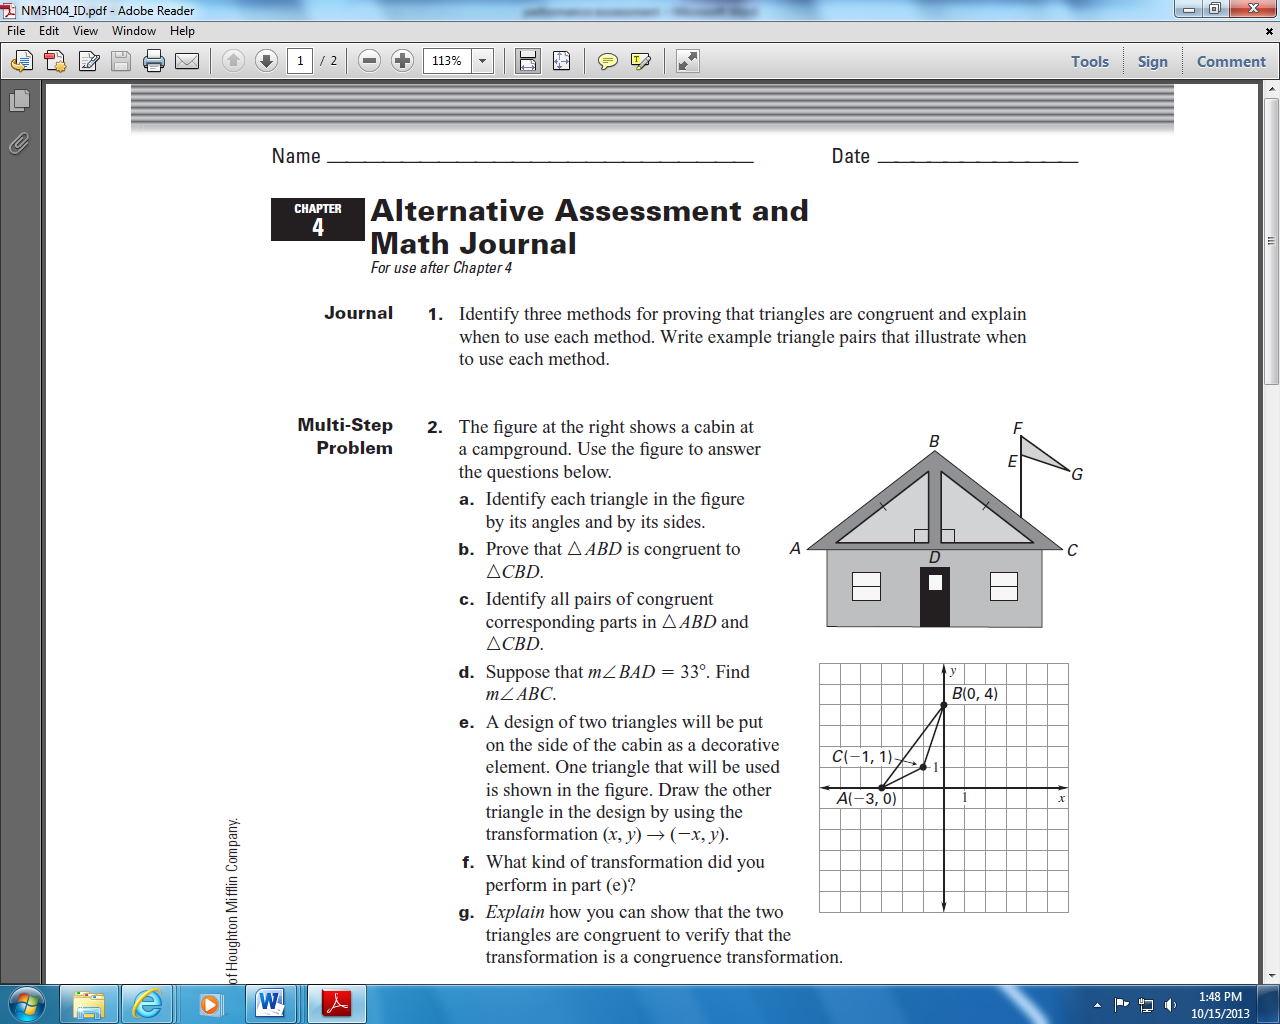 NM3H04_ID.pdf - Adobe Reader
File Edit View Window Help
1 / 2 113% Tools Sign Comment
Name Date
CHAPTER 4
Alternative Assessment and
Math Journal
For use after Chapter 4
Journal 1. Identify three methods for proving that triangles are congruent and explain
when to use each method. Write example triangle pairs that illustrate when
to use each method.
Multi-Step
Problem
2. The figure at the right shows a cabin at
a campground. Use the figure to answer
the questions below.
a. Identify each triangle in the figure
by its angles and by its sides.
b. Prove that △ABD is congruent to
△CBD.
c. Identify all pairs of congruent
corresponding parts in △ABD and
△CBD.
d. Suppose that m∠BAD = 33°. Find
m∠ABC.
e. A design of two triangles will be put
on the side of the cabin as a decorative
element. One triangle that will be used
is shown in the figure. Draw the other
triangle in the design by using the
transformation (x, y) → (−x, y).
f. What kind of transformation did you
perform in part (e)?
g. Explain how you can show that the two
triangles are congruent to verify that the
transformation is a congruence transformation.
F
B
E
G
A
C
D
y
B(0, 4)
C(−1, 1)
1
A(−3, 0)
1
x
of Houghton Mifflin Company.
1:48 PM
10/15/2013